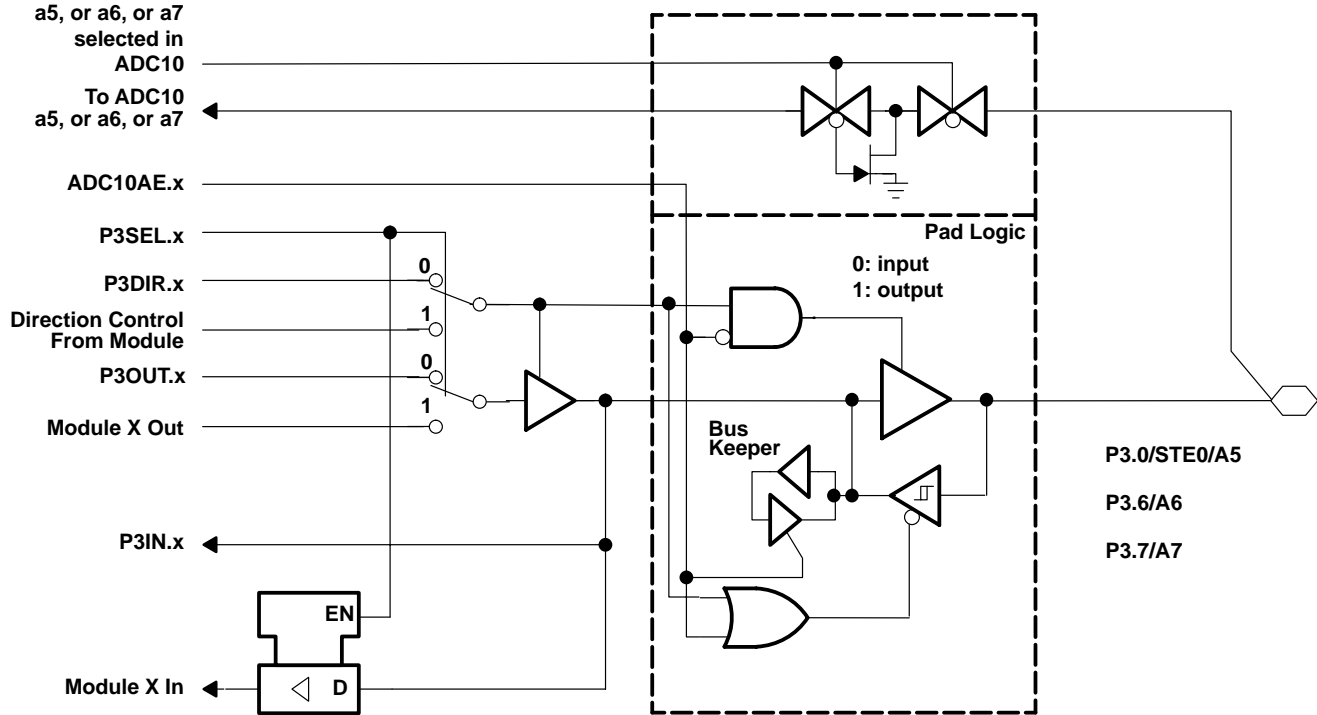 a5, or a6, or a7
selected in
ADC10
To ADC10
a5, or a6, or a7
ADC10AE.x
P3SEL.x
Pad Logic
0: input
1: output
0
P3DIR.x
1
Direction Control
From Module
0
P3OUT.x
1
Module X Out
Bus
Keeper
P3.0/STE0/A5
P3.6/A6
P3.7/A7
P3IN.x
EN
D
Module X In